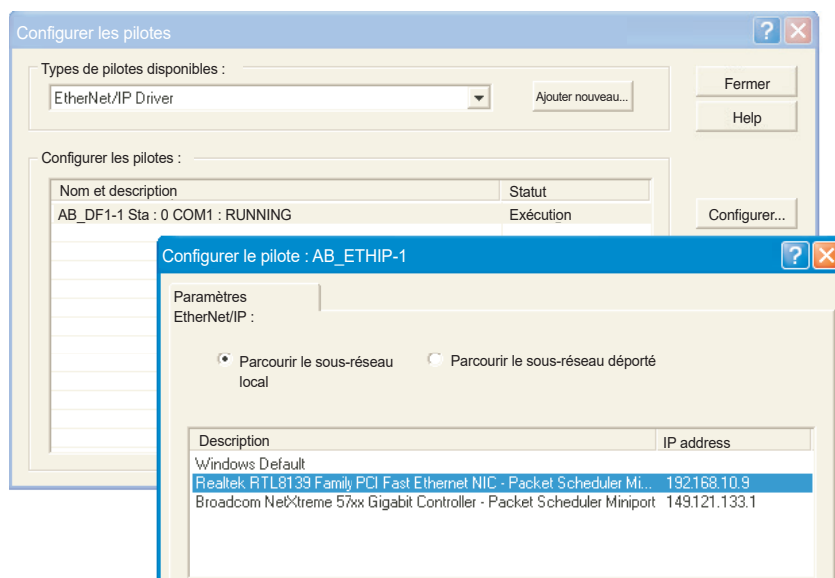 Configurer les pilotes
Types de pilotes disponibles :
EtherNet/IP Driver
Ajouter nouveau...
Fermer
Help
Configurer les pilotes :
Nom et description
Statut
AB_DF1-1 Sta : 0 COM1 : RUNNING
Exécution
Configurer...
Configurer le pilote : AB_ETHIP-1
Paramètres
EtherNet/IP :
Parcourir le sous-réseau
local
Parcourir le sous-réseau déporté
Description
IP address
Windows Default
Realtek RTL8139 Family PCI Fast Ethernet NIC - Packet Scheduler Mi... 192.168.10.9
Broadcom NetXtreme 57xx Gigabit Controller - Packet Scheduler Miniport 149.121.133.1